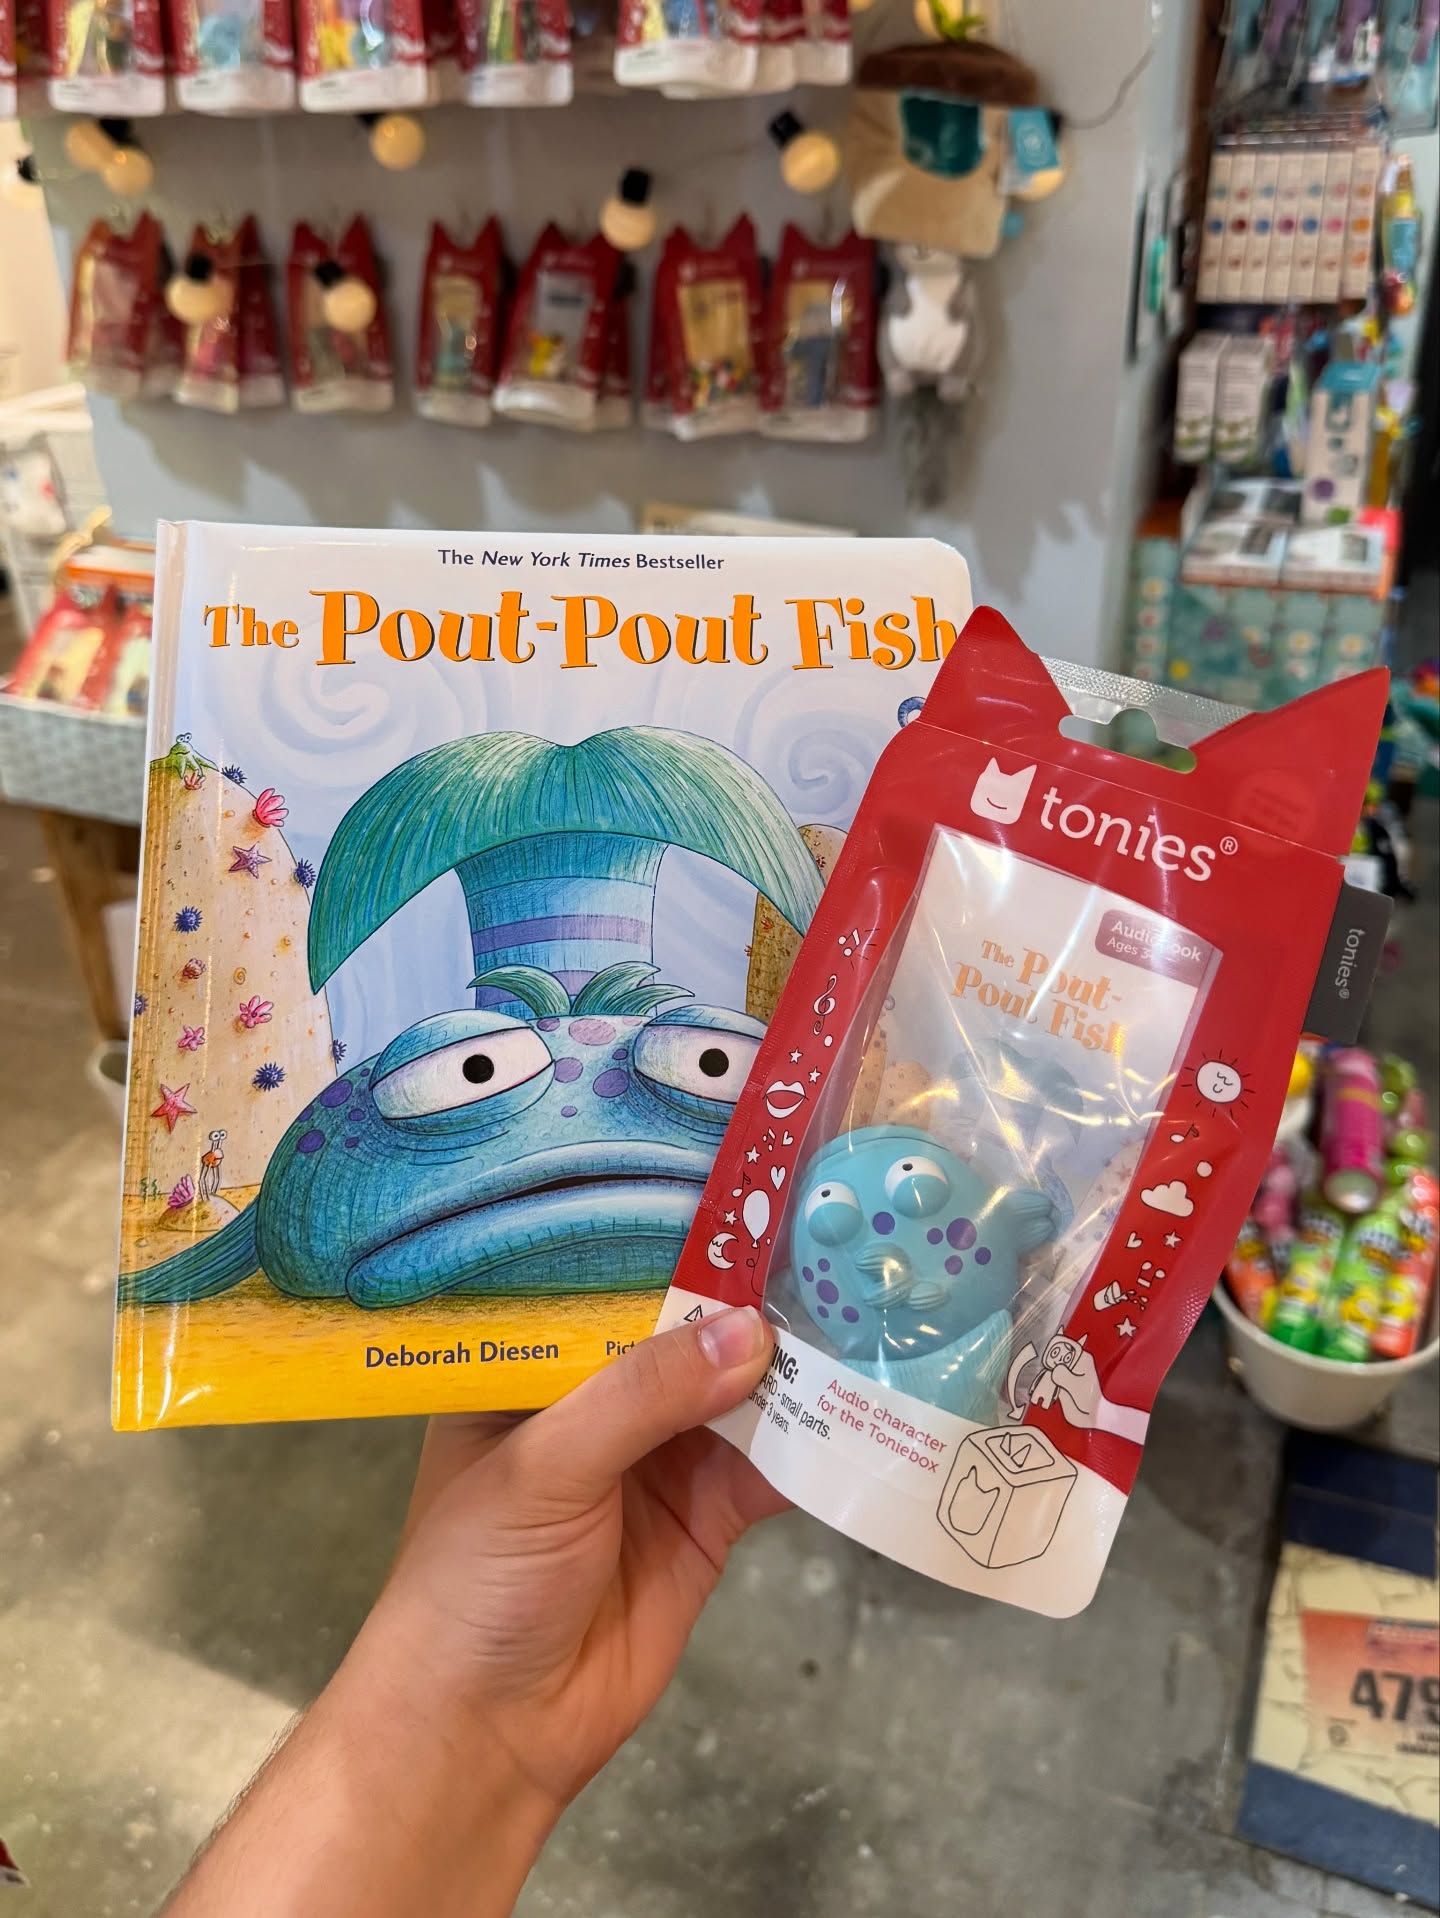 The New York Times Bestseller
The Pout-Pout Fish
Deborah Diesen
tonies®
Audiobook
The Pout-
Pout Fish
tonies®
small parts.
under 3 years.
Audio character
for the Toniebox
479